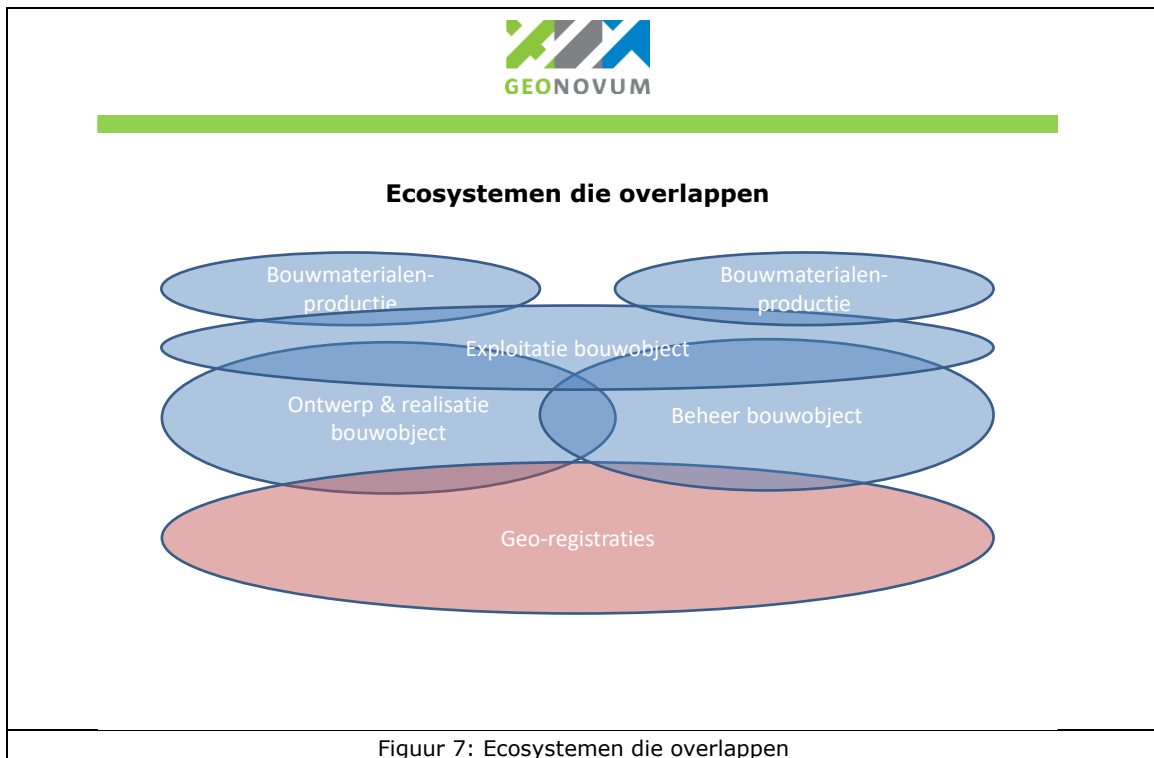 GEONOVUM
Ecosystemen die overlappen
Bouwmaterialen-
productie
Bouwmaterialen-
productie
Exploitatie bouwobject
Ontwerp & realisatie
bouwobject
Beheer bouwobject
Geo-registraties
Figuur 7: Ecosystemen die overlappen